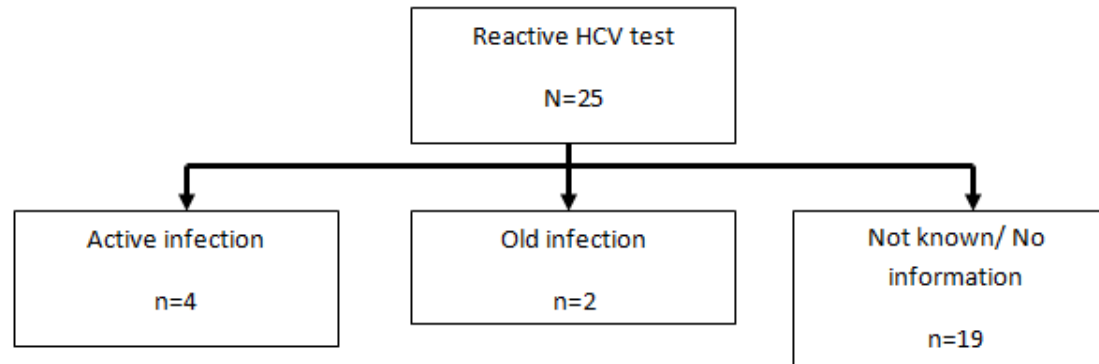 Reactive HCV test
N=25
Active infection
n=4
Old infection
n=2
Not known/ No
information
n=19